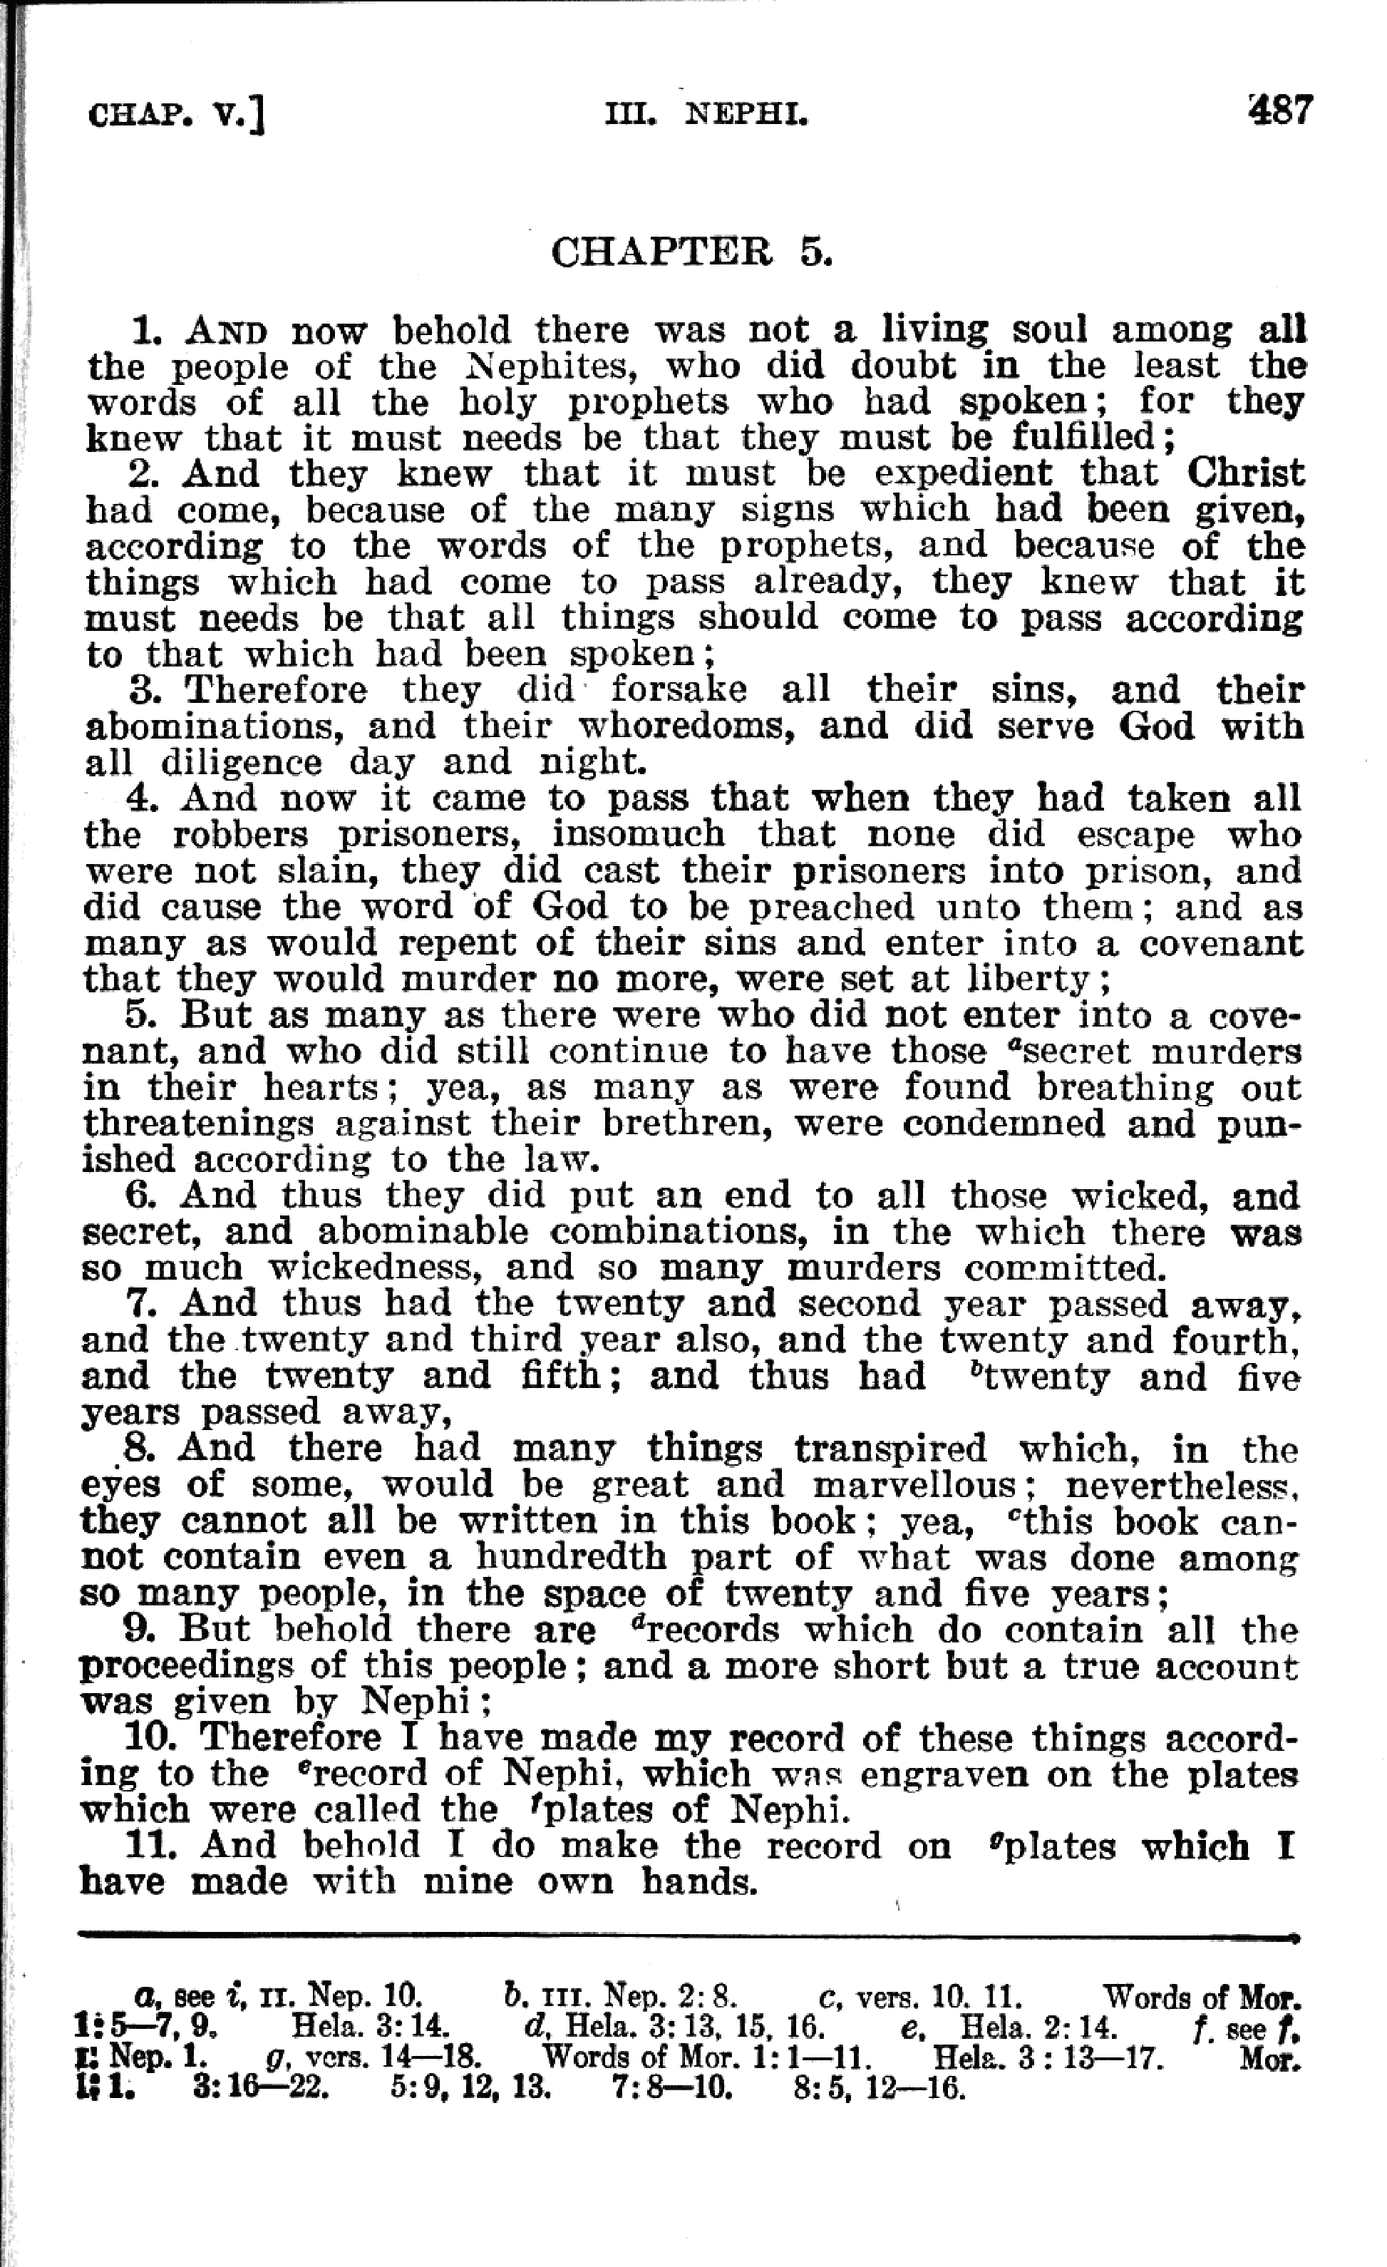 CHAP. V.] III. NEPHI. 487
CHAPTER 5.
1. AND now behold there was not a living soul among all
the people of the Nephites, who did doubt in the least the
words of all the holy prophets who had spoken; for they
knew that it must needs be that they must be fulfilled;
2. And they knew that it must be expedient that Christ
had come, because of the many signs which had been given,
according to the words of the prophets, and because of the
things which had come to pass already, they knew that it
must needs be that all things should come to pass according
to that which had been spoken;
3. Therefore they did forsake all their sins, and their
abominations, and their whoredoms, and did serve God with
all diligence day and night.
4. And now it came to pass that when they had taken all
the robbers prisoners, insomuch that none did escape who
were not slain, they did cast their prisoners into prison, and
did cause the word of God to be preached unto them; and as
many as would repent of their sins and enter into a covenant
that they would murder no more, were set at liberty;
5. But as many as there were who did not enter into a cove-
nant, and who did still continue to have those ᵃsecret murders
in their hearts; yea, as many as were found breathing out
threatenings against their brethren, were condemned and pun-
ished according to the law.
6. And thus they did put an end to all those wicked, and
secret, and abominable combinations, in the which there was
so much wickedness, and so many murders committed.
7. And thus had the twenty and second year passed away,
and the twenty and third year also, and the twenty and fourth,
and the twenty and fifth; and thus had ᵇtwenty and five
years passed away,
8. And there had many things transpired which, in the
eyes of some, would be great and marvellous; nevertheless,
they cannot all be written in this book; yea, ᶜthis book can-
not contain even a hundredth part of what was done among
so many people, in the space of twenty and five years;
9. But behold there are ᵈrecords which do contain all the
proceedings of this people; and a more short but a true account
was given by Nephi;
10. Therefore I have made my record of these things accord-
ing to the ᵉrecord of Nephi, which was engraven on the plates
which were called the ᶠplates of Nephi.
11. And behold I do make the record on ᵍplates which I
have made with mine own hands.
a, see i, II. Nep. 10. b. III. Nep. 2: 8. c, vers. 10. 11. Words of Mor.
1: 5—7, 9. Hela. 3: 14. d, Hela. 3: 13, 15, 16. e, Hela. 2: 14. f. see f,
I: Nep. 1. g, vers. 14—18. Words of Mor. 1: 1—11. Hela. 3: 13—17. Mor.
1: 1. 3: 16—22. 5: 9, 12, 13. 7: 8—10. 8: 5, 12—16.